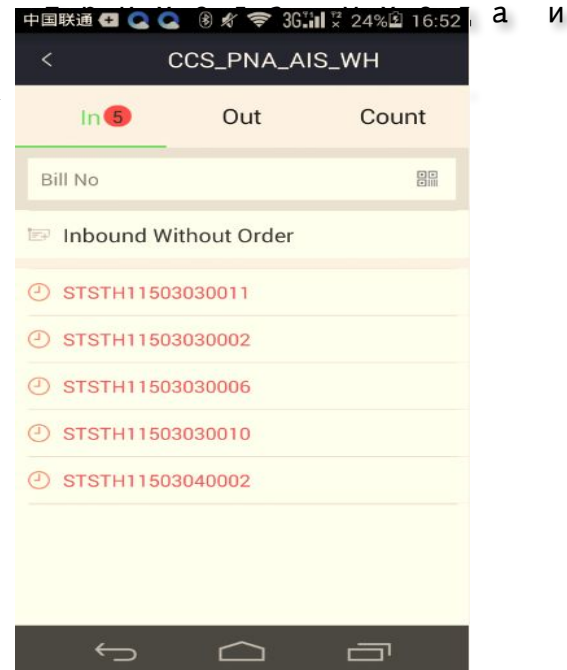 中国联通 3G 24% 16:52
а и
CCS_PNA_AIS_WH
In 5 Out Count
Bill No
Inbound Without Order
STSTH11503030011
STSTH11503030002
STSTH11503030006
STSTH11503030010
STSTH11503040002